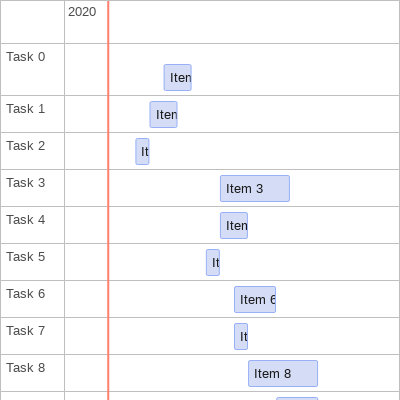 2020
Task 0
Iten
Task 1
Iten
Task 2
It
Task 3
Item 3
Task 4
Iten
Task 5
It
Task 6
Item 6
Task 7
It
Task 8
Item 8